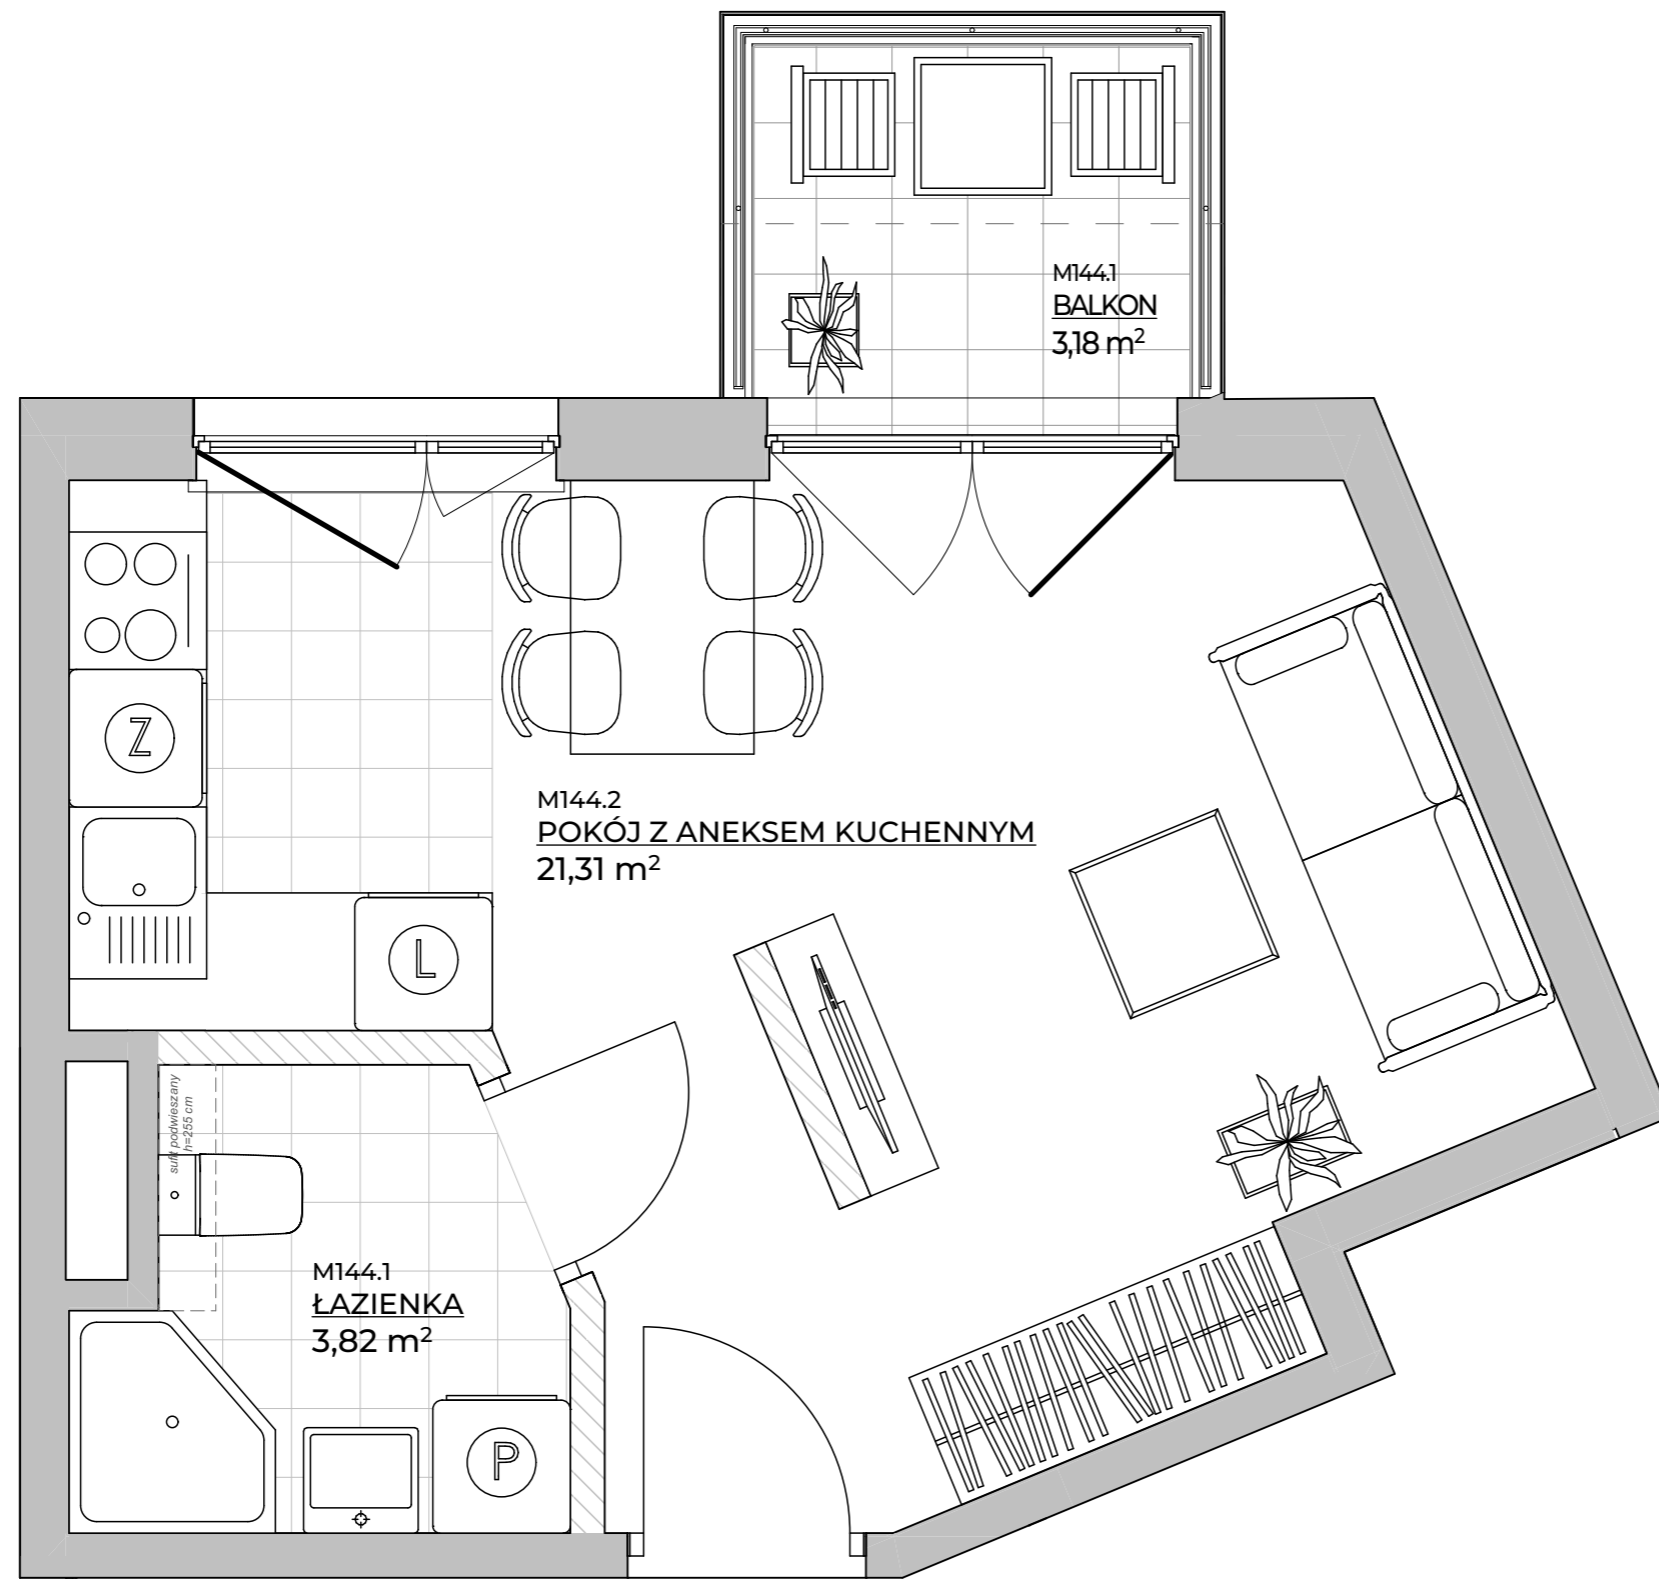 M144.1
BALKON
3,18 m²
Z
M144.2
POKÓJ Z ANEKSEM KUCHENNYM
21,31 m²
L
sufit podwieszany
h=255 cm
M144.1
ŁAZIENKA
3,82 m²
P